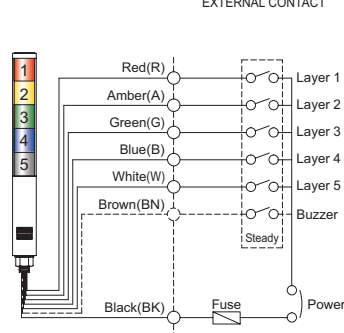 EXTERNAL CONTACT
1
2
3
4
5
Red(R)
Layer 1
Amber(A)
Layer 2
Green(G)
Layer 3
Blue(B)
Layer 4
White(W)
Layer 5
Brown(BN)
Buzzer
Steady
Black(BK)
Fuse
Power